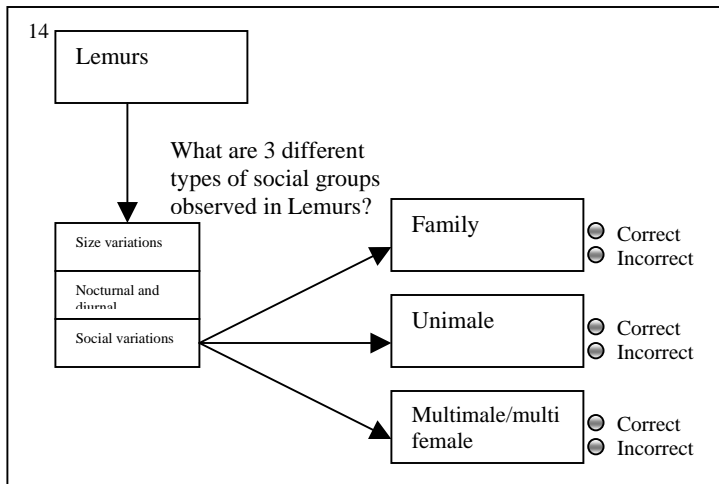 14
Lemurs
What are 3 different
types of social groups
observed in Lemurs?
Size variations
Nocturnal and
diurnal
Social variations
Family
Correct
Incorrect
Unimale
Correct
Incorrect
Multimale/multi
female
Correct
Incorrect